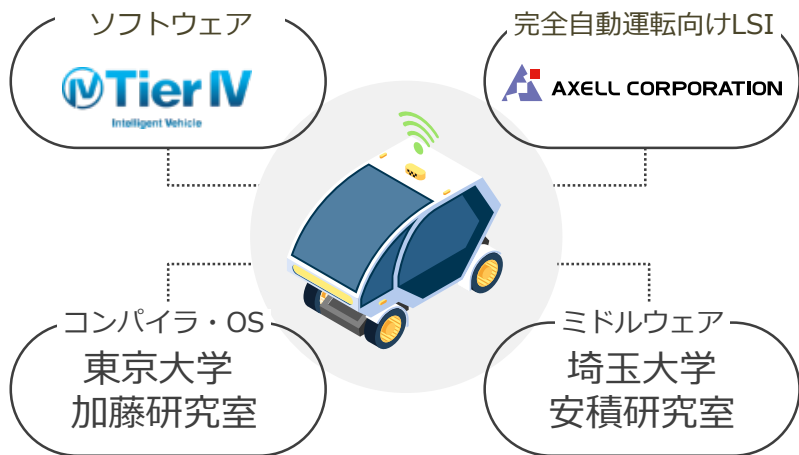 ソフトウェア
IV Tier IV
Intelligent Vehicle
完全自動運転向けLSI
AXELL CORPORATION
コンパイラ・OS
東京大学
加藤研究室
ミドルウェア
埼玉大学
安積研究室